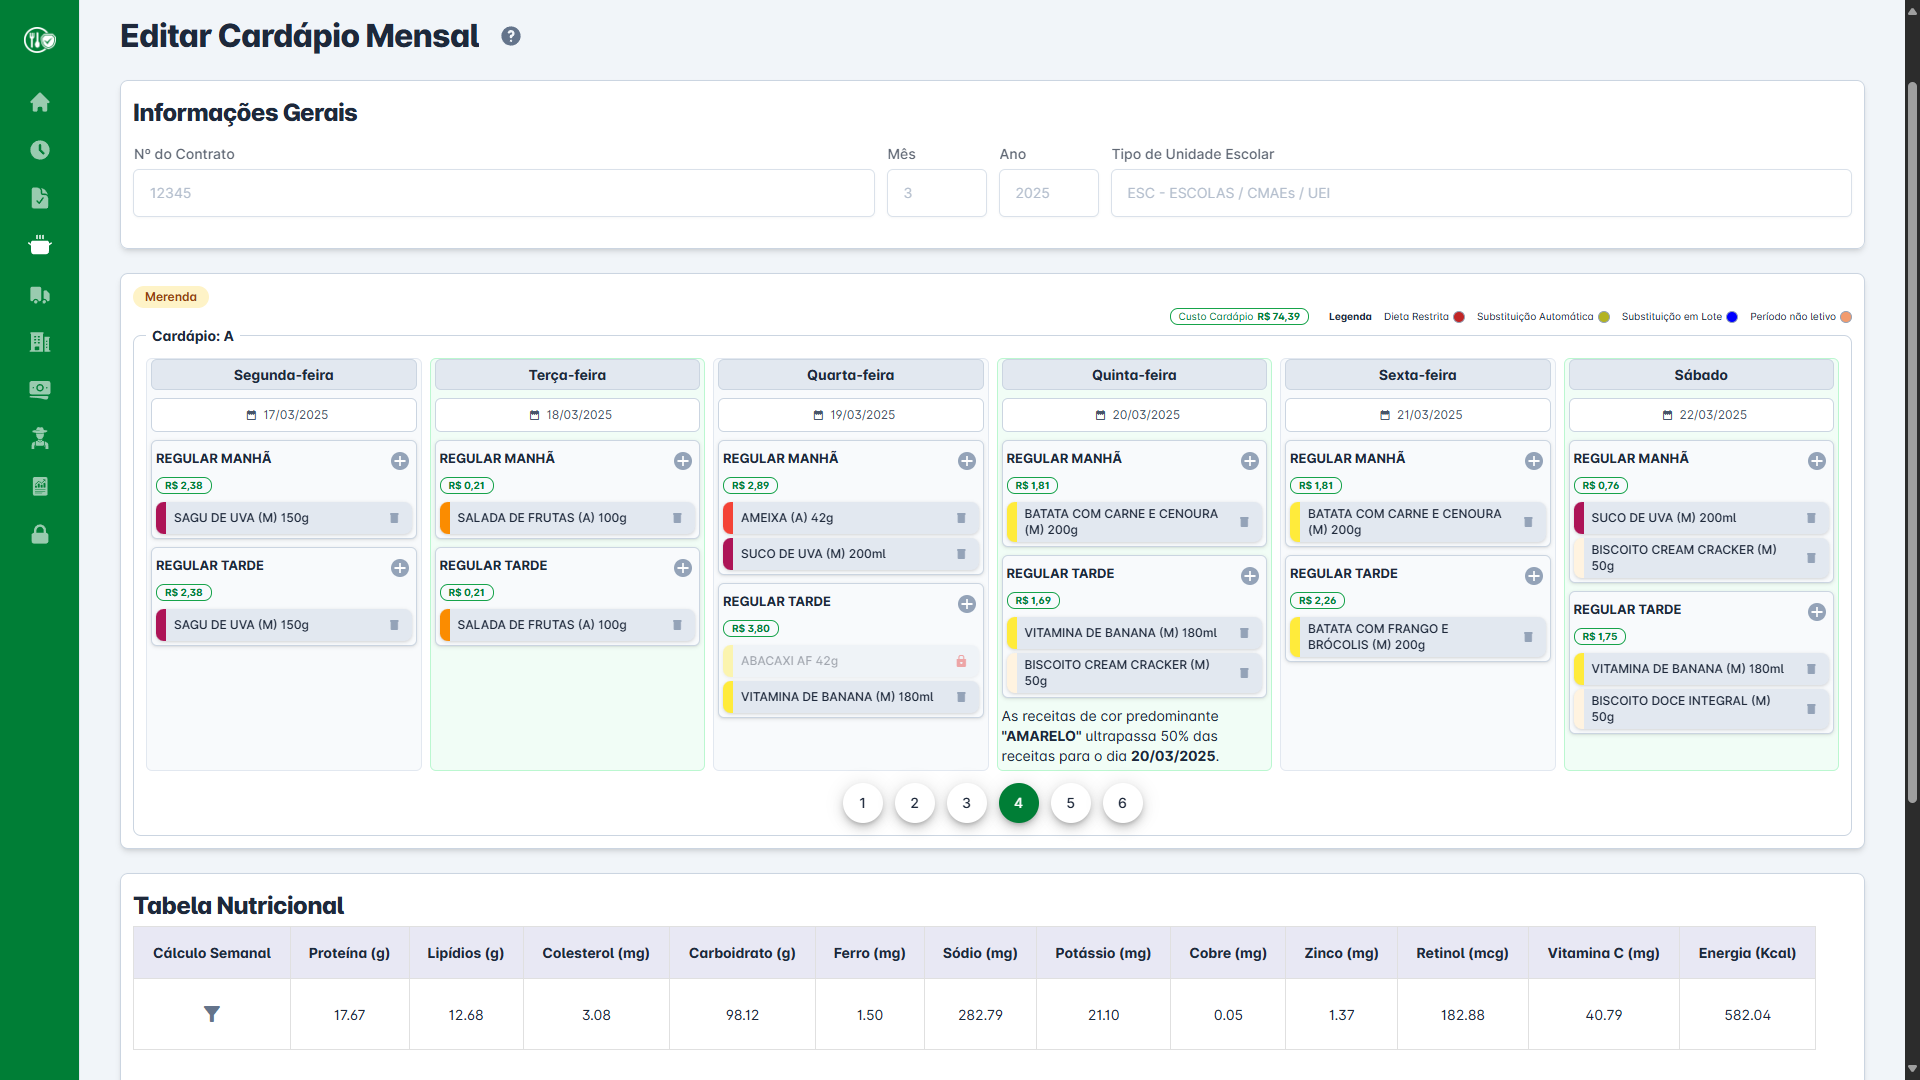 Editar Cardápio Mensal ?
Informações Gerais
Nº do Contrato
Mês
Ano
Tipo de Unidade Escolar
12345
3
2025
ESC - ESCOLAS / CMAEs / UEI
Merenda
Custo Cardápio R$ 74,39
Legenda
Dieta Restrita
Substituição Automática
Substituição em Lote
Período não letivo
Cardápio: A
Segunda-feira
17/03/2025
REGULAR MANHÃ
R$ 2,38
SAGU DE UVA (M) 150g
REGULAR TARDE
R$ 2,38
SAGU DE UVA (M) 150g
Terça-feira
18/03/2025
REGULAR MANHÃ
R$ 0,21
SALADA DE FRUTAS (A) 100g
REGULAR TARDE
R$ 0,21
SALADA DE FRUTAS (A) 100g
Quarta-feira
19/03/2025
REGULAR MANHÃ
R$ 2,89
AMEIXA (A) 42g
SUCO DE UVA (M) 200ml
REGULAR TARDE
R$ 3,80
ABACAXI AF 42g
VITAMINA DE BANANA (M) 180ml
Quinta-feira
20/03/2025
REGULAR MANHÃ
R$ 1,81
BATATA COM CARNE E CENOURA
(M) 200g
REGULAR TARDE
R$ 1,69
VITAMINA DE BANANA (M) 180ml
BISCOITO CREAM CRACKER (M)
50g
As receitas de cor predominante
"AMARELO" ultrapassa 50% das
receitas para o dia 20/03/2025.
Sexta-feira
21/03/2025
REGULAR MANHÃ
R$ 1,81
BATATA COM CARNE E CENOURA
(M) 200g
REGULAR TARDE
R$ 2,26
BATATA COM FRANGO E
BRÓCOLIS (M) 200g
Sábado
22/03/2025
REGULAR MANHÃ
R$ 0,76
SUCO DE UVA (M) 200ml
BISCOITO CREAM CRACKER (M)
50g
REGULAR TARDE
R$ 1,75
VITAMINA DE BANANA (M) 180ml
BISCOITO DOCE INTEGRAL (M)
50g
1 2 3 4 5 6
Tabela Nutricional
Cálculo Semanal Proteína (g) Lipídios (g) Colesterol (mg) Carboidrato (g) Ferro (mg) Sódio (mg) Potássio (mg) Cobre (mg) Zinco (mg) Retinol (mcg) Vitamina C (mg) Energia (Kcal)
17.67 12.68 3.08 98.12 1.50 282.79 21.10 0.05 1.37 182.88 40.79 582.04